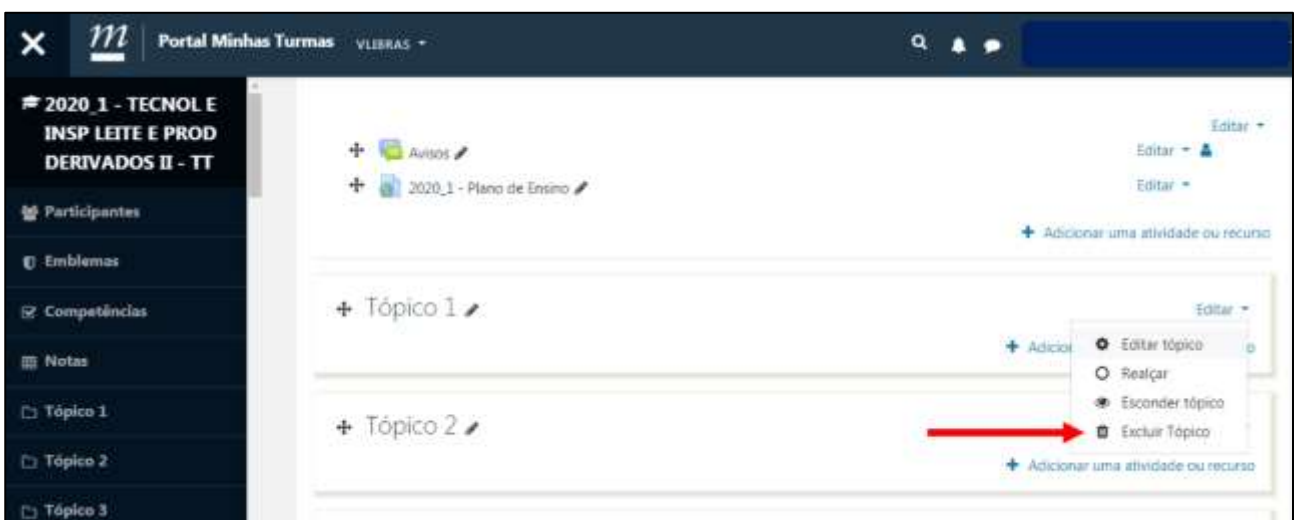 m Portal Minhas Turmas VLIBRAS
2020_1 - TECNOL E
INSP LEITE E PROD
DERIVADOS II - TT
Participantes
Emblemas
Competências
Notas
Tópico 1
Tópico 2
Tópico 3
Editar
Avisos Editar
2020_1 - Plano de Ensino Editar
Adicionar uma atividade ou recurso
Tópico 1 Editar
Editar tópico
Realçar
Esconder tópico
Excluir Tópico
Tópico 2
Adicionar uma atividade ou recurso